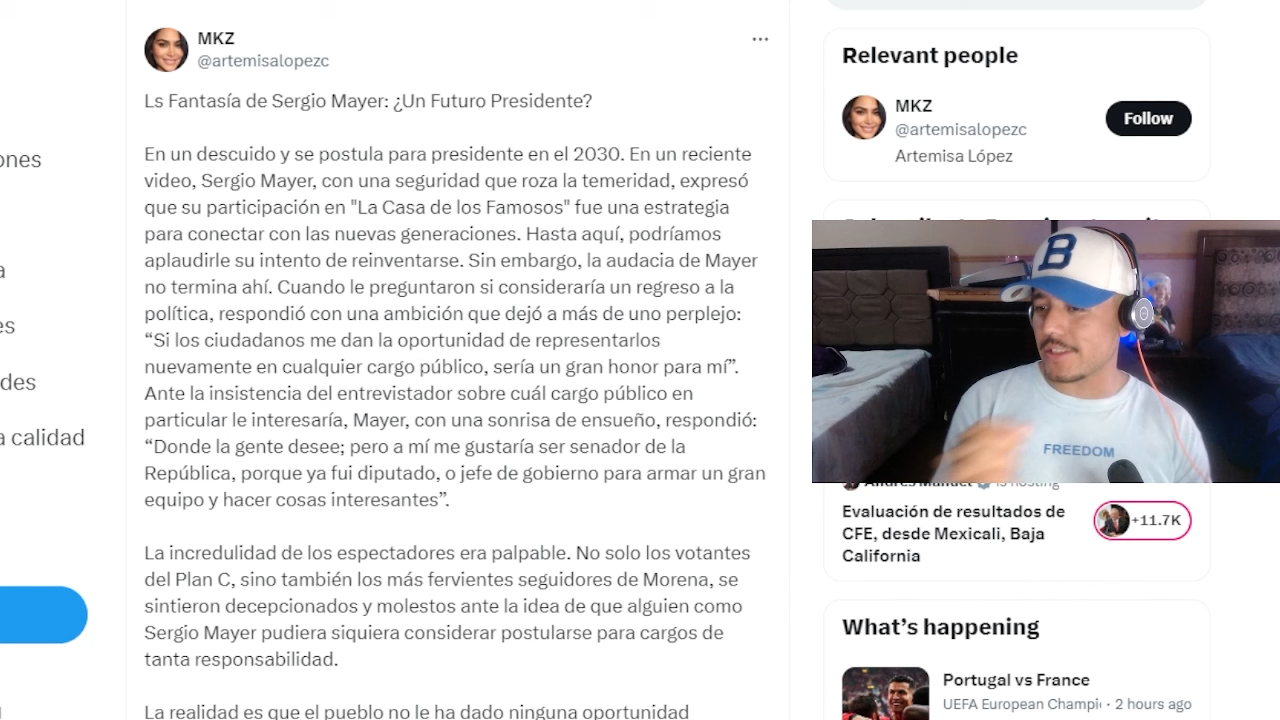 MKZ
@artemisalopezc
Ls Fantasía de Sergio Mayer: ¿Un Futuro Presidente?
En un descuido y se postula para presidente en el 2030. En un reciente
video, Sergio Mayer, con una seguridad que roza la temeridad, expresó
que su participación en "La Casa de los Famosos" fue una estrategia
para conectar con las nuevas generaciones. Hasta aquí, podríamos
aplaudirle su intento de reinventarse. Sin embargo, la audacia de Mayer
no termina ahí. Cuando le preguntaron si consideraría un regreso a la
política, respondió con una ambición que dejó a más de uno perplejo:
“Si los ciudadanos me dan la oportunidad de representarlos
nuevamente en cualquier cargo público, sería un gran honor para mí”.
Ante la insistencia del entrevistador sobre cuál cargo público en
particular le interesaría, Mayer, con una sonrisa de ensueño, respondió:
“Donde la gente desee; pero a mí me gustaría ser senador de la
República, porque ya fui diputado, o jefe de gobierno para armar un gran
equipo y hacer cosas interesantes”.
La incredulidad de los espectadores era palpable. No solo los votantes
del Plan C, sino también los más fervientes seguidores de Morena, se
sintieron decepcionados y molestos ante la idea de que alguien como
Sergio Mayer pudiera siquiera considerar postularse para cargos de
tanta responsabilidad.
La realidad es que el pueblo no le ha dado ninguna oportunidad
ones
a
es
des
a calidad
Relevant people
MKZ
@artemisalopezc
Artemisa López
Follow
B
FREEDOM
is hosting
Evaluación de resultados de
CFE, desde Mexicali, Baja
California
+11.7K
What’s happening
Portugal vs France
UEFA European Champi · 2 hours ago